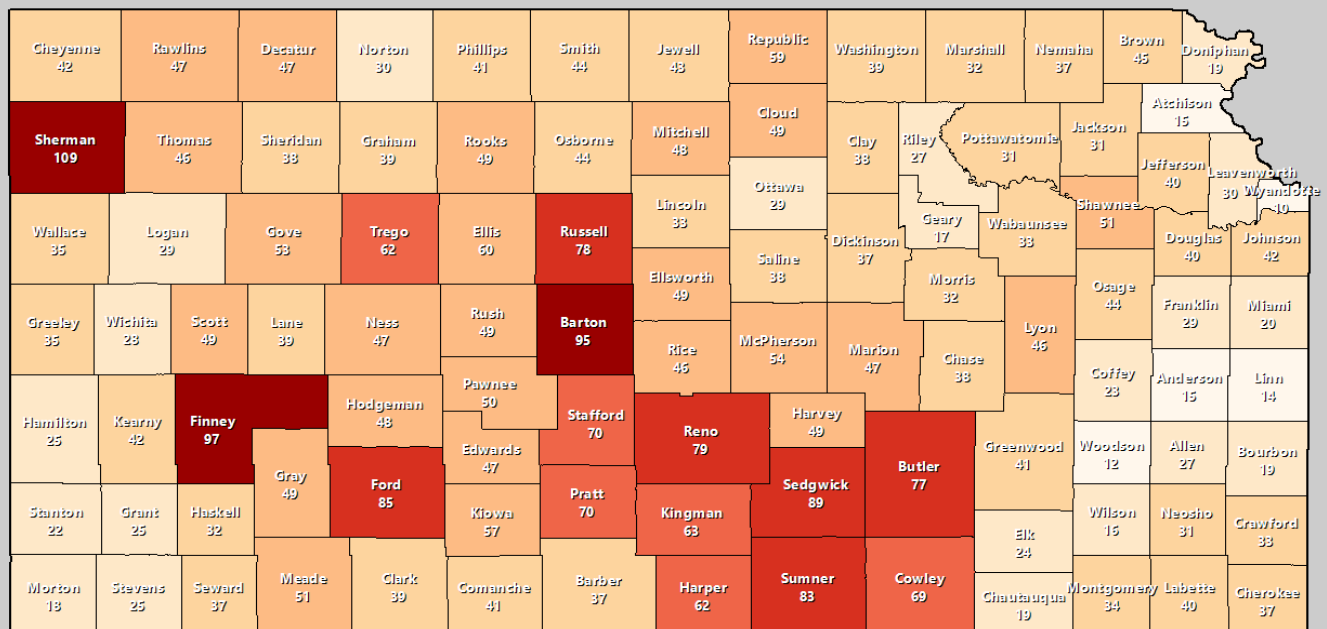 Cheyenne
42
Rawlins
47
Decatur
47
Norton
30
Phillips
41
Smith
44
Jewell
43
Republic
59
Washington
39
Marshall
32
Nemaha
37
Brown
45
Doniphan
19
Sherman
109
Thomas
46
Sheridan
38
Graham
39
Rooks
49
Osborne
44
Mitchell
48
Cloud
49
Clay
38
Riley
27
Pottawatomie
31
Jackson
31
Atchison
15
Jefferson
40
Leavenworth
30
Wyandotte
10
Ottawa
29
Lincoln
33
Wallace
35
Logan
29
Gove
53
Trego
62
Ellis
60
Russell
78
Saline
38
Dickinson
37
Geary
17
Wabaunsee
33
Shawnee
51
Douglas
40
Johnson
42
Ellsworth
49
Morris
32
Osage
44
Franklin
29
Miami
20
Greeley
35
Wichita
28
Scott
49
Lane
39
Ness
47
Rush
49
Barton
95
Rice
46
McPherson
54
Marion
47
Chase
38
Lyon
46
Coffey
23
Anderson
15
Linn
14
Hamilton
25
Kearny
42
Finney
97
Hodgeman
48
Pawnee
50
Stafford
70
Reno
79
Harvey
49
Butler
77
Greenwood
41
Woodson
12
Allen
27
Bourbon
19
Gray
49
Ford
85
Edwards
47
Pratt
70
Kingman
63
Sedgwick
89
Stanton
22
Grant
25
Haskell
32
Kiowa
57
Elk
24
Wilson
16
Neosho
31
Crawford
33
Morton
18
Stevens
25
Seward
37
Meade
51
Clark
39
Comanche
41
Barber
37
Harper
62
Sumner
83
Cowley
69
Chautauqua
19
Montgomery
34
Labette
40
Cherokee
37